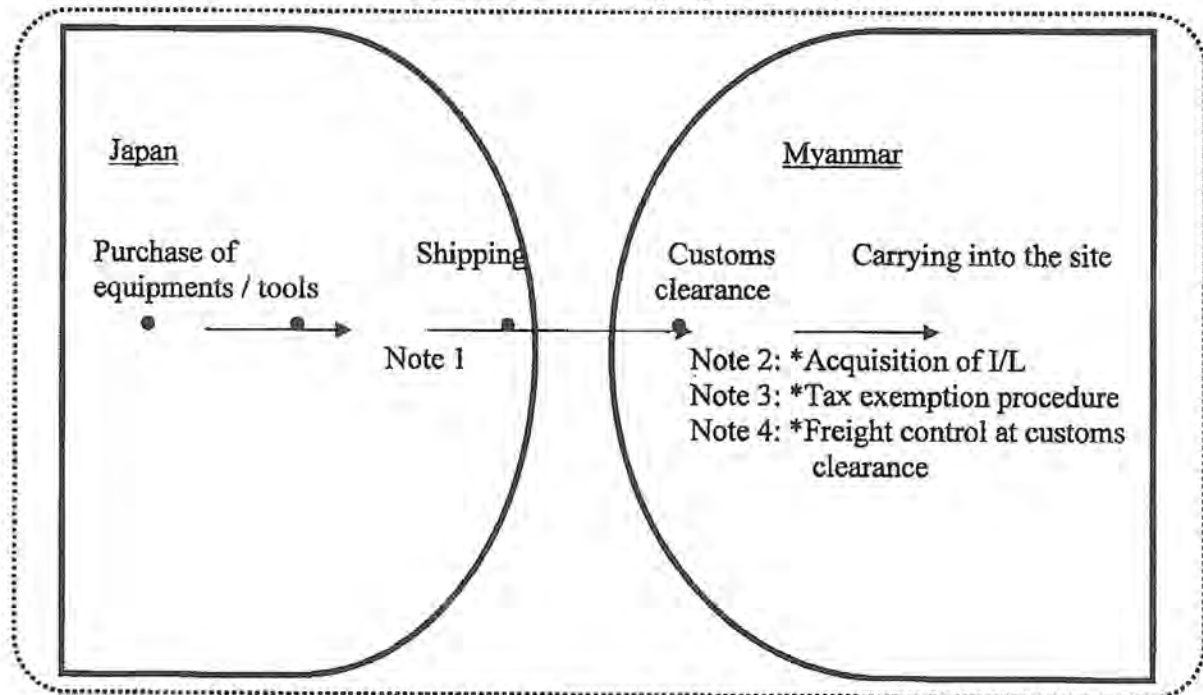 Japan
Myanmar
Purchase of
equipments / tools
Shipping
Customs
clearance
Carrying into the site
Note 1
Note 2: *Acquisition of I/L
Note 3: *Tax exemption procedure
Note 4: *Freight control at customs
clearance